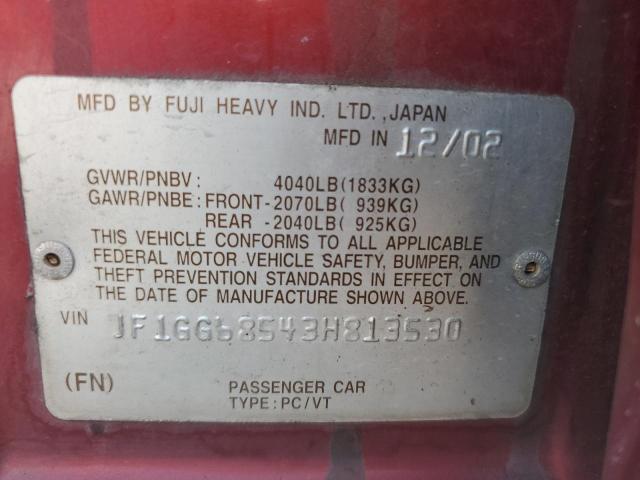 MFD BY FUJI HEAVY IND. LTD., JAPAN
MFD IN 12/02
GVWR/PNBV: 4040LB(1833KG)
GAWR/PNBE: FRONT-2070LB( 939KG)
REAR -2040LB( 925KG)
THIS VEHICLE CONFORMS TO ALL APPLICABLE
FEDERAL MOTOR VEHICLE SAFETY, BUMPER, AND
THEFT PREVENTION STANDARDS IN EFFECT ON
THE DATE OF MANUFACTURE SHOWN ABOVE.
VIN JF1GG68543H813530
(FN) PASSENGER CAR
TYPE: PC/VT